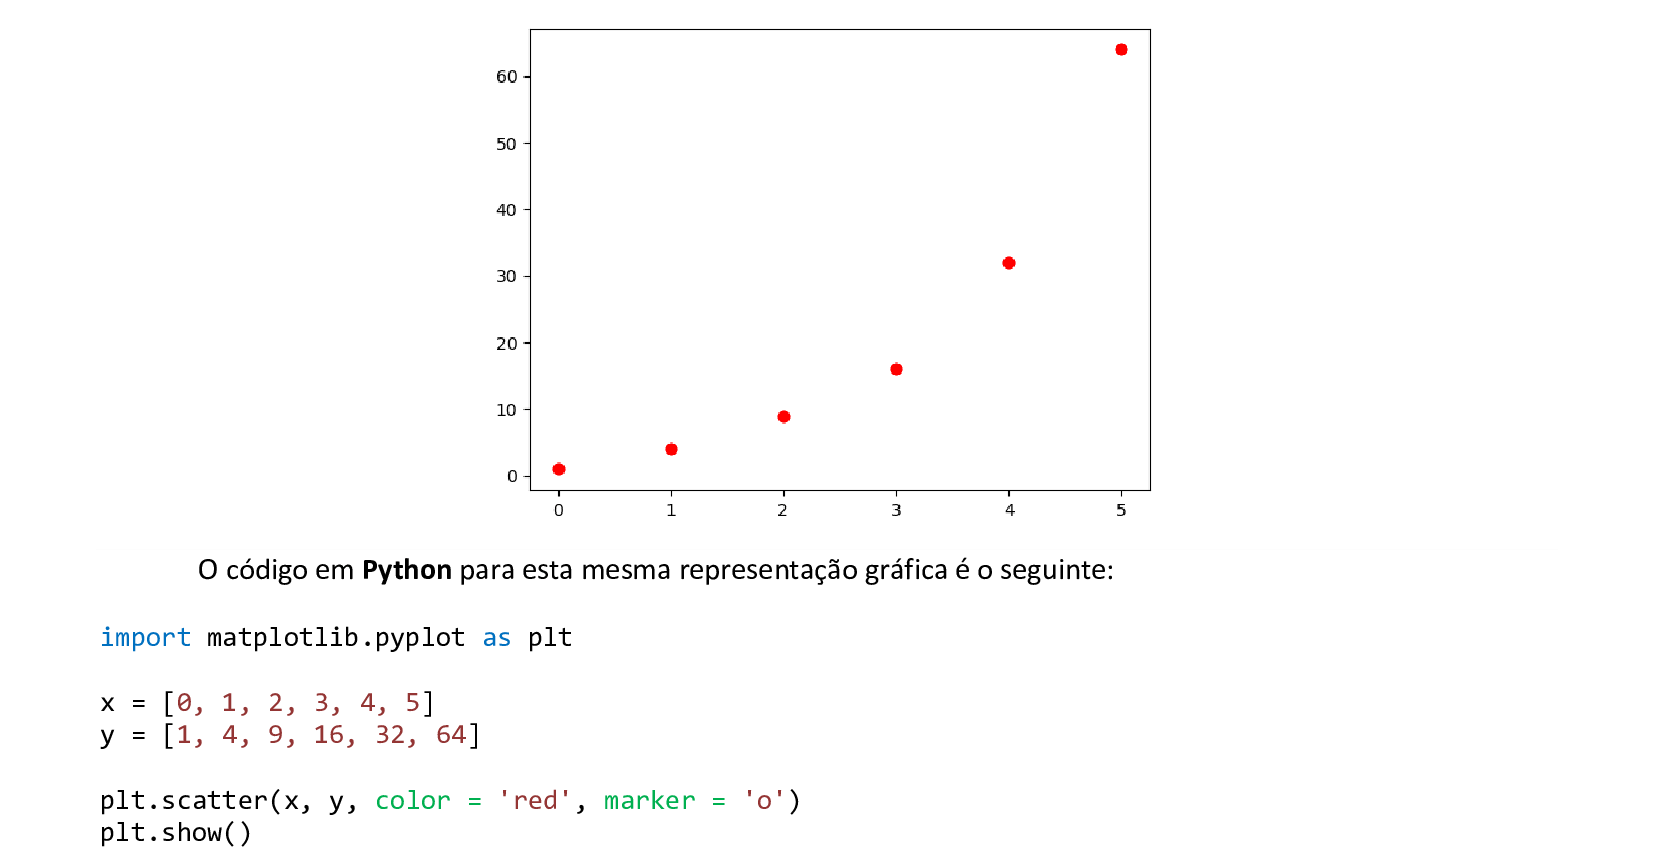 60
50
40
30
20
10
0
0 1 2 3 4 5
O código em Python para esta mesma representação gráfica é o seguinte:
import matplotlib.pyplot as plt
x = [0, 1, 2, 3, 4, 5]
y = [1, 4, 9, 16, 32, 64]
plt.scatter(x, y, color = 'red', marker = 'o')
plt.show()